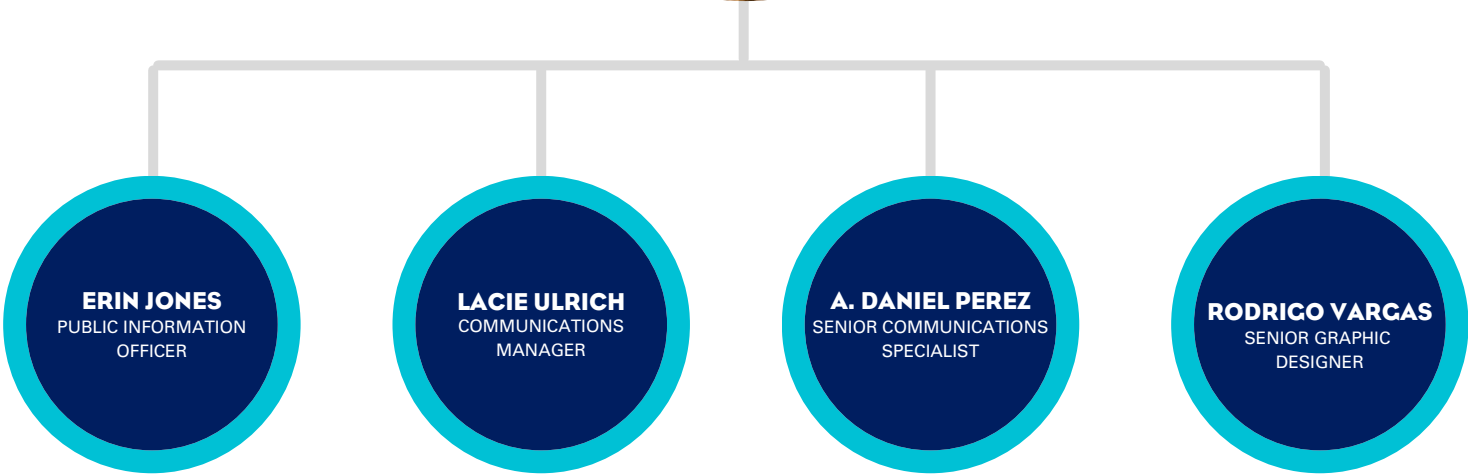 ERIN JONES
PUBLIC INFORMATION
OFFICER
LACIE ULRICH
COMMUNICATIONS
MANAGER
A. DANIEL PEREZ
SENIOR COMMUNICATIONS
SPECIALIST
RODRIGO VARGAS
SENIOR GRAPHIC
DESIGNER